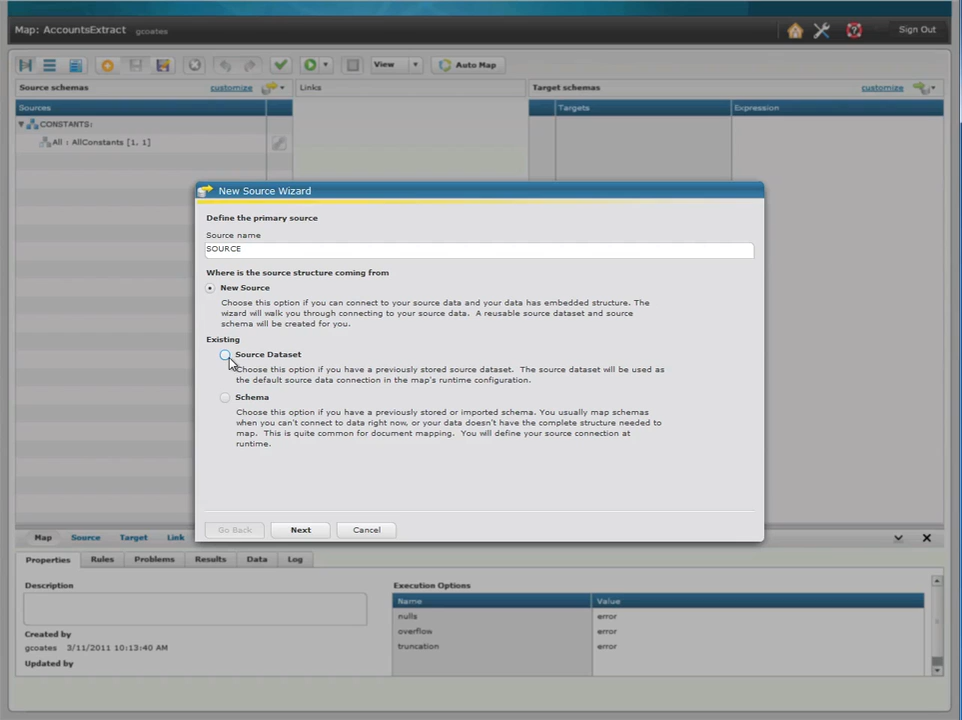 Map: AccountsExtract gcoates
Sign Out
View
Auto Map
Source schemas customize Links Target schemas customize
Sources Targets Expression
CONSTANTS:
All : AllConstants [1, 1]
New Source Wizard
Define the primary source
Source name
SOURCE
Where is the source structure coming from
New Source
Choose this option if you can connect to your source data and your data has embedded structure. The
wizard will walk you through connecting to your source data. A reusable source dataset and source
schema will be created for you.
Existing
Source Dataset
Choose this option if you have a previously stored source dataset. The source dataset will be used as
the default source data connection in the map's runtime configuration.
Schema
Choose this option if you have a previously stored or imported schema. You usually map schemas
when you can't connect to data right now, or your data doesn't have the complete structure needed to
map. This is quite common for document mapping. You will define your source connection at
runtime.
Go Back Next Cancel
Map Source Target Link
Properties Rules Problems Results Data Log
Description
Created by
gcoates 3/11/2011 10:13:40 AM
Updated by
Execution Options
Name Value
nulls error
overflow error
truncation error